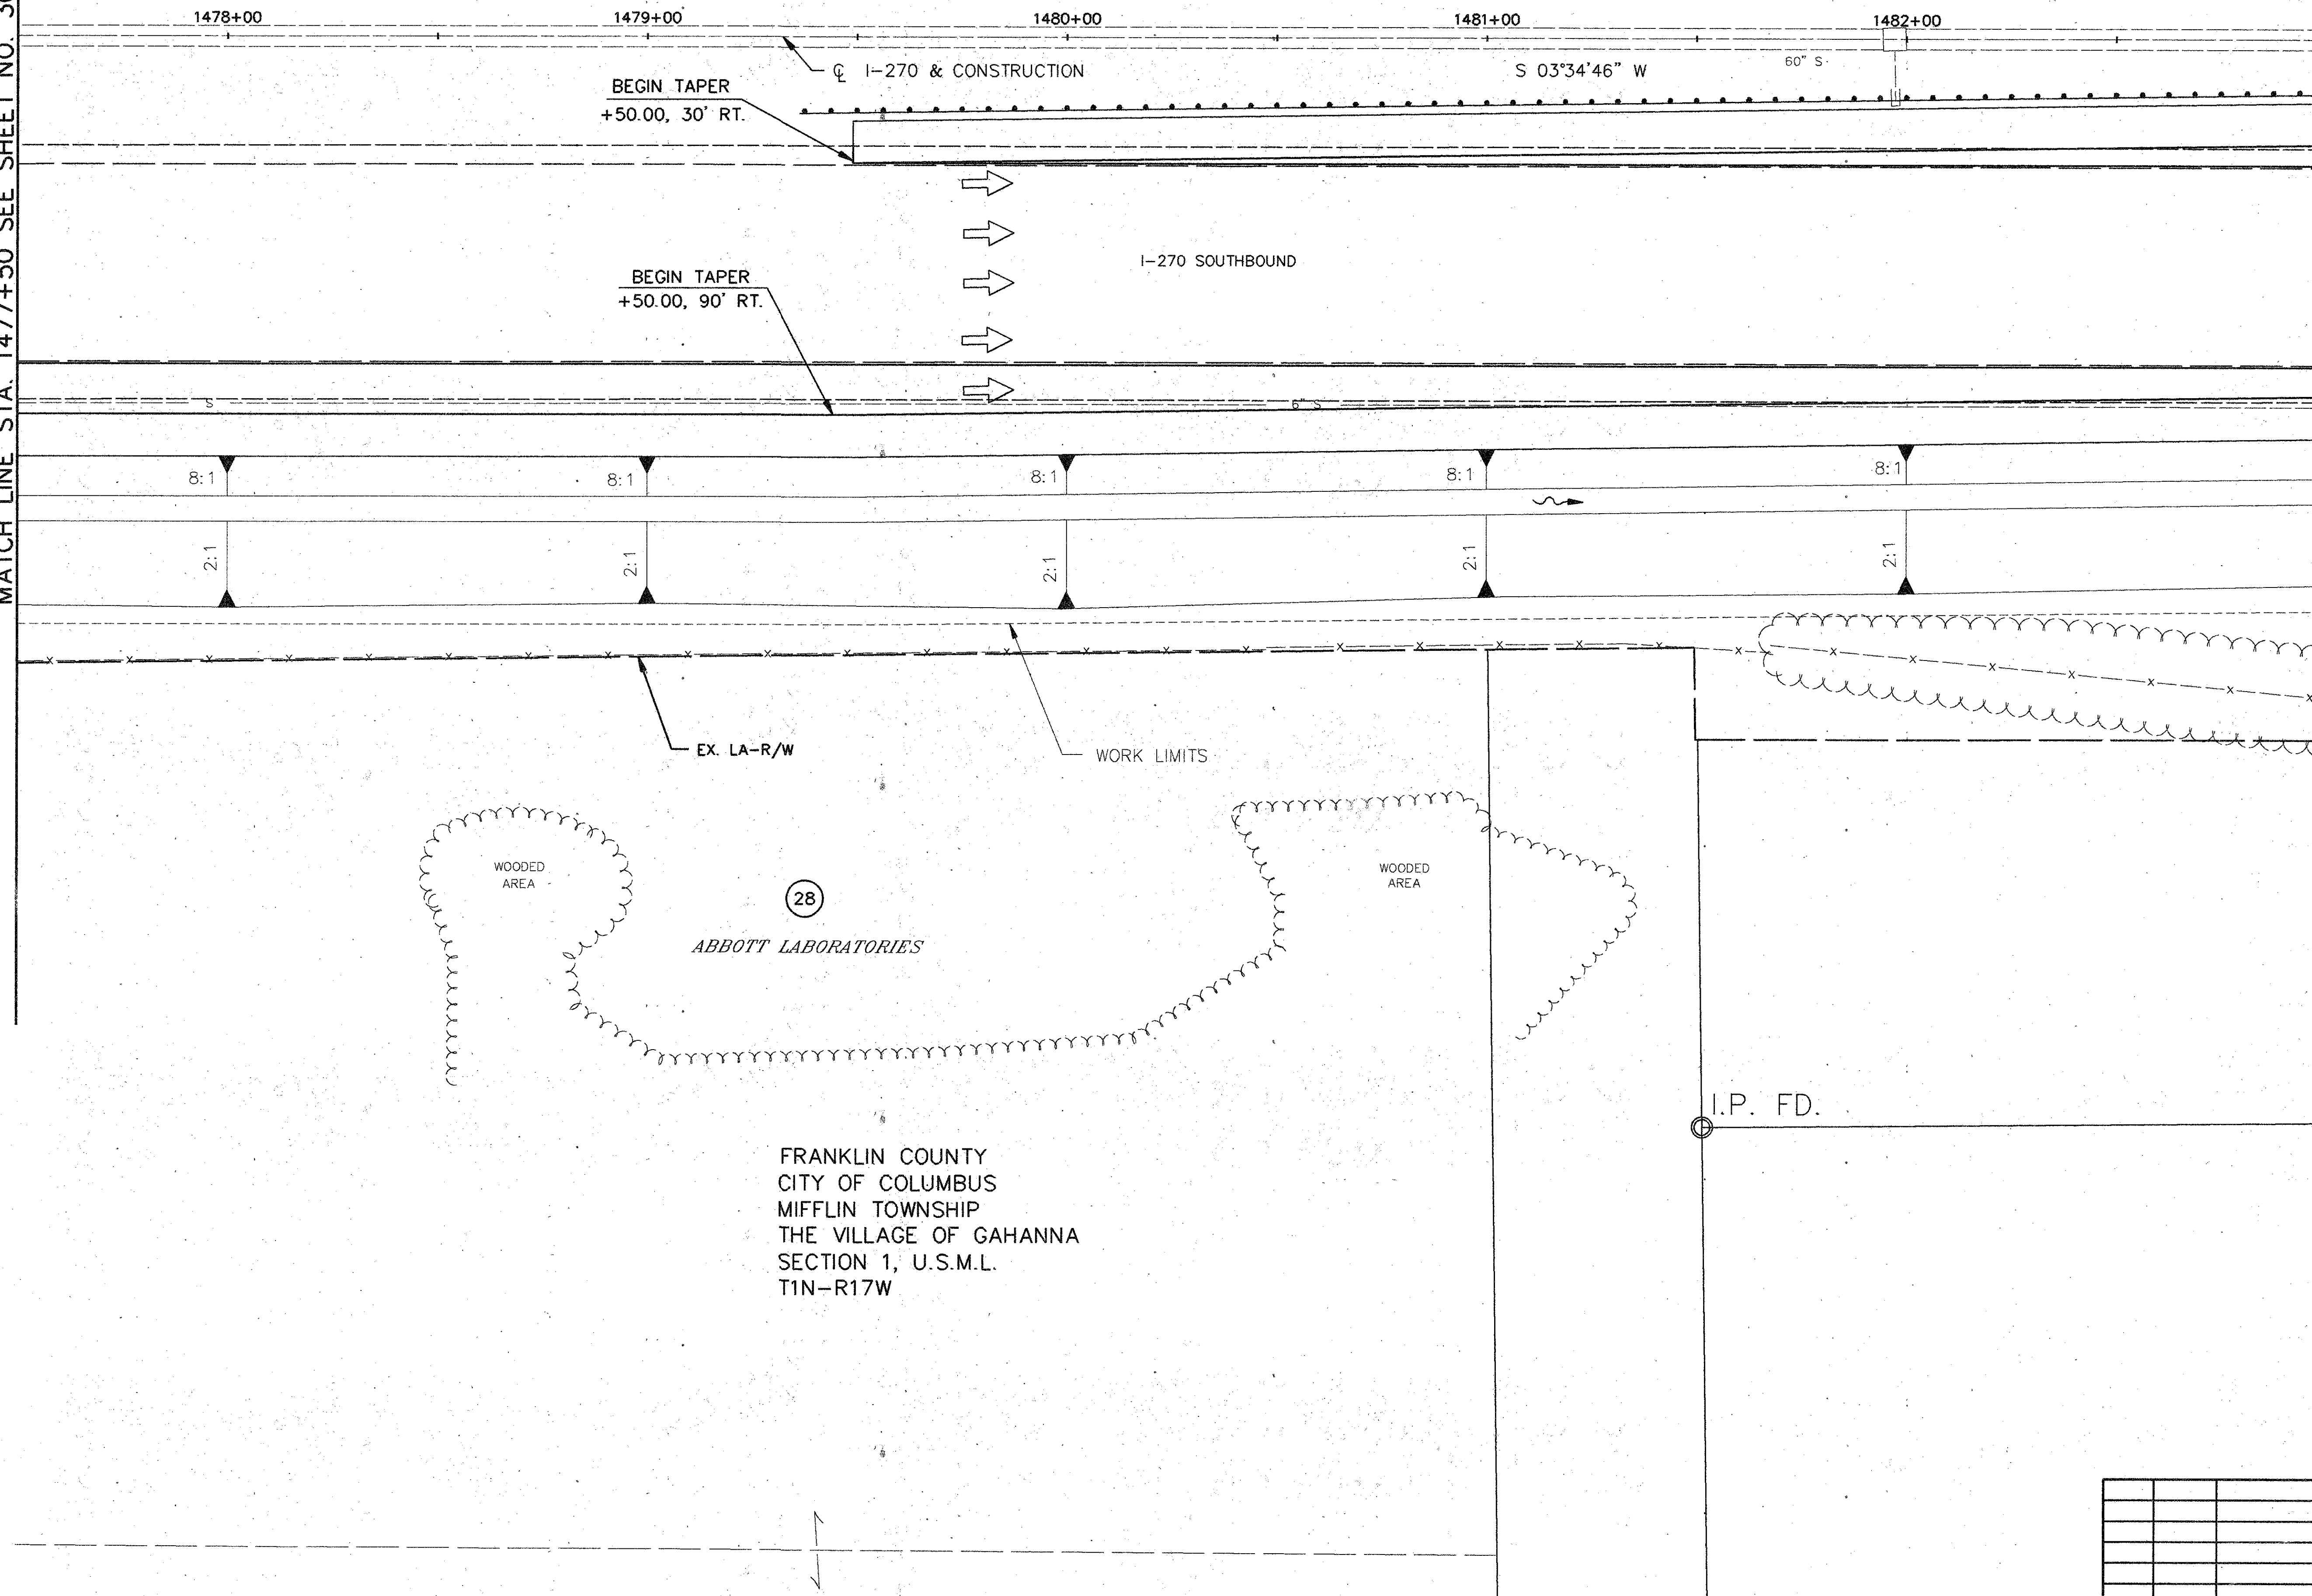 1478+00 1479+00 1480+00 1481+00 1482+00
℄ I-270 & CONSTRUCTION
S 03°34'46" W
60" S
BEGIN TAPER
+50.00, 30' RT.
I-270 SOUTHBOUND
BEGIN TAPER
+50.00, 90' RT.
S
6" S
8:1 8:1 8:1 8:1 8:1
2:1 2:1 2:1 2:1 2:1
MATCH LINE STA. 1477+50 SEE SHEET NO.
x x x x x x x x x x x x x x x x x x x x x x x x x x x x x
EX. LA-R/W
WORK LIMITS
WOODED
AREA
WOODED
AREA
28
ABBOTT LABORATORIES
I.P. FD.
FRANKLIN COUNTY
CITY OF COLUMBUS
MIFFLIN TOWNSHIP
THE VILLAGE OF GAHANNA
SECTION 1, U.S.M.L.
T1N-R17W